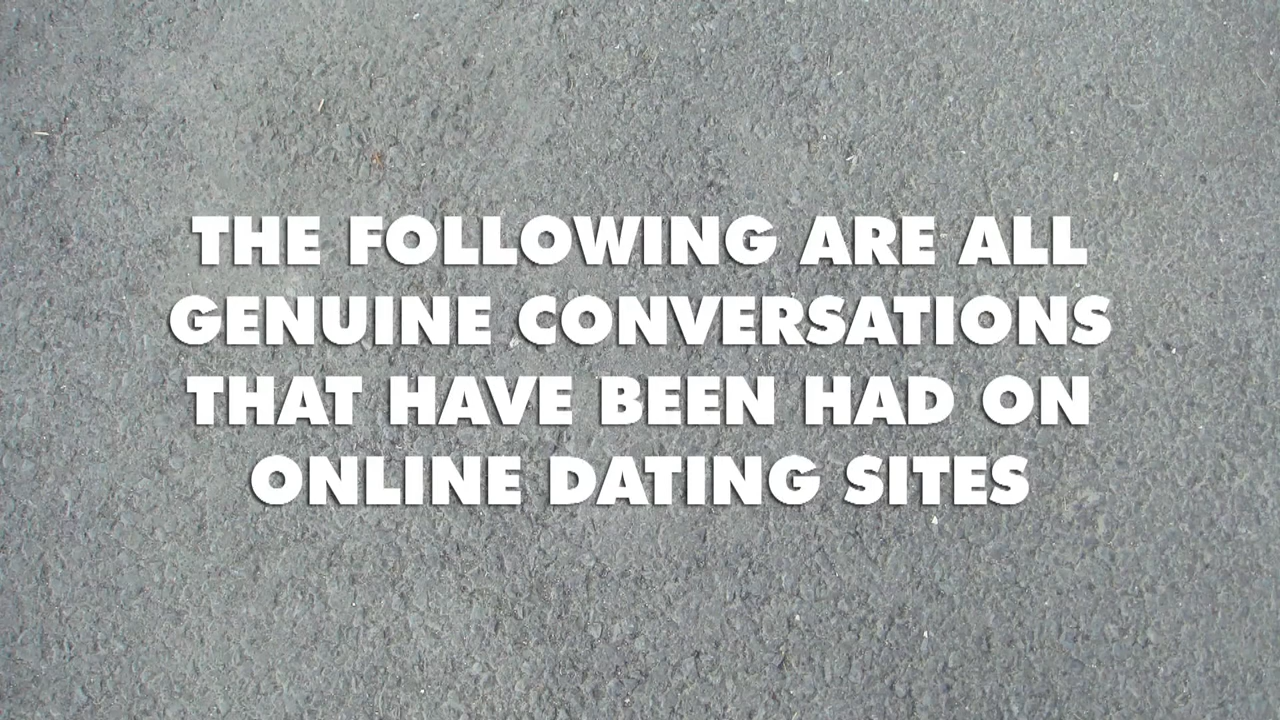 THE FOLLOWING ARE ALL
GENUINE CONVERSATIONS
THAT HAVE BEEN HAD ON
ONLINE DATING SITES